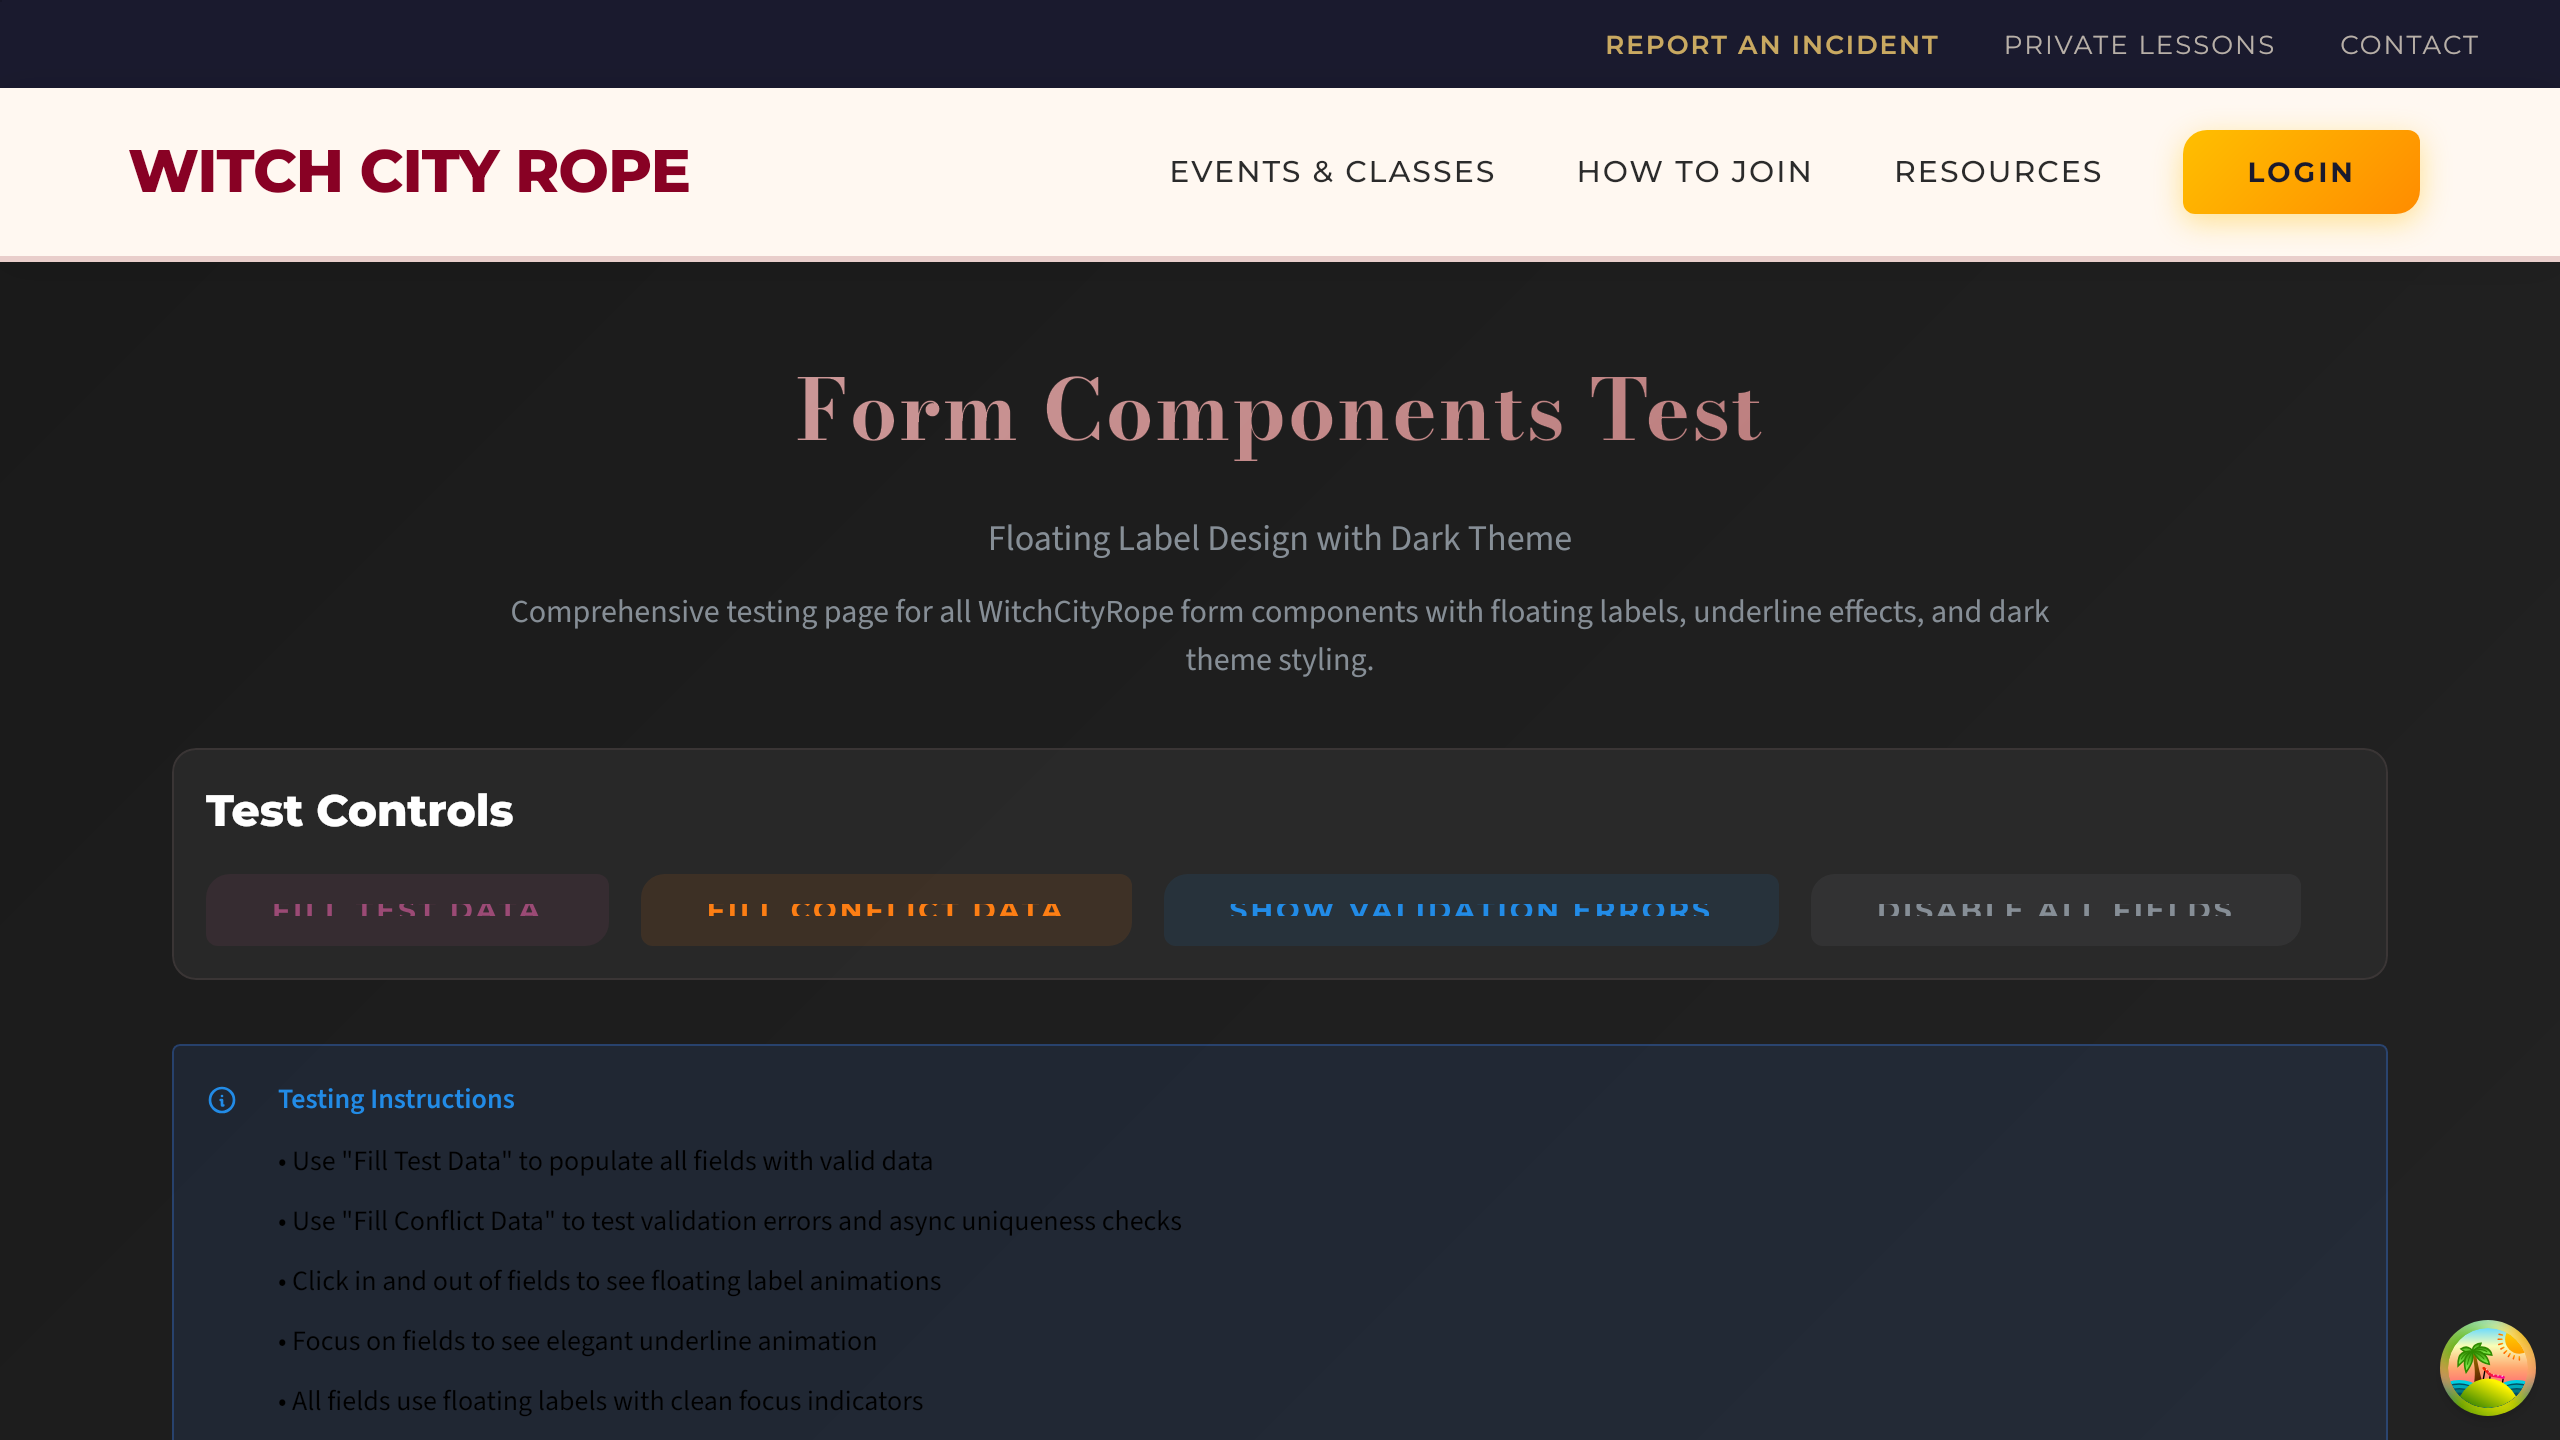 REPORT AN INCIDENT PRIVATE LESSONS CONTACT
WITCH CITY ROPE EVENTS & CLASSES HOW TO JOIN RESOURCES LOGIN
Form Components Test
Floating Label Design with Dark Theme
Comprehensive testing page for all WitchCityRope form components with floating labels, underline effects, and dark
theme styling.
Test Controls
FILL TEST DATA FILL CONFLICT DATA SHOW VALIDATION ERRORS DISABLE ALL FIELDS
Testing Instructions
• Use "Fill Test Data" to populate all fields with valid data
• Use "Fill Conflict Data" to test validation errors and async uniqueness checks
• Click in and out of fields to see floating label animations
• Focus on fields to see elegant underline animation
• All fields use floating labels with clean focus indicators